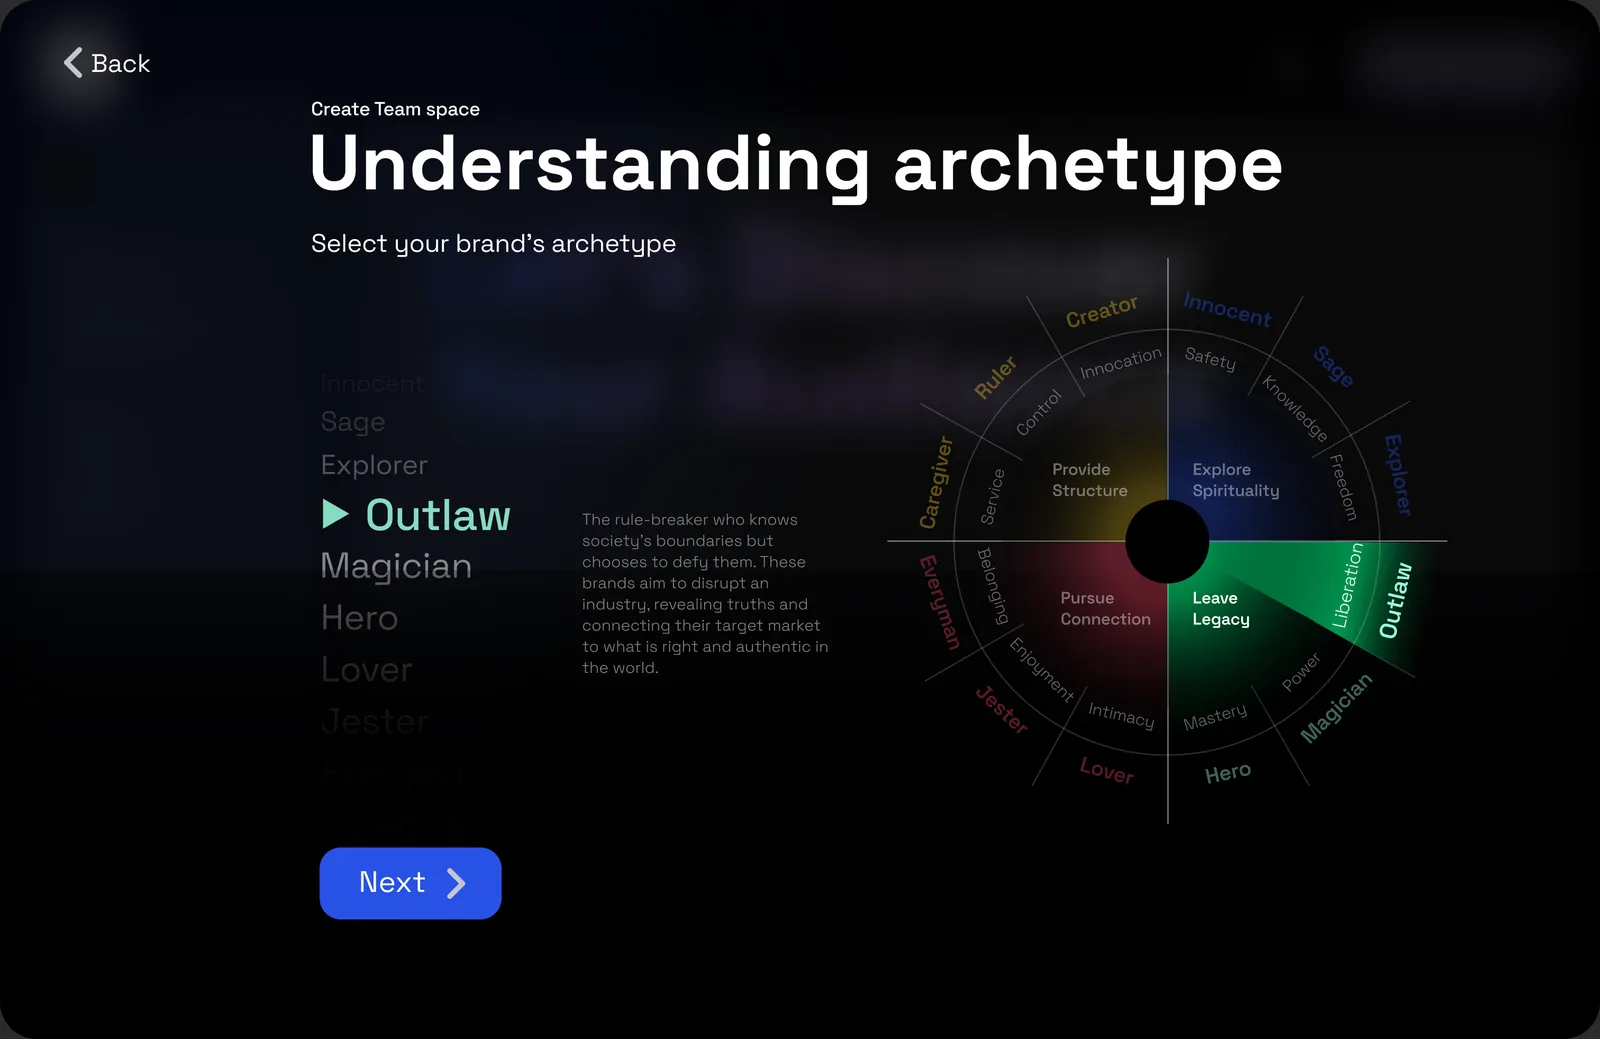 Back
Create Team space
Understanding archetype
Select your brand's archetype
Innocent
Sage
Explorer
Outlaw
Magician
Hero
Lover
Jester
The rule-breaker who knows
society's boundaries but
chooses to defy them. These
brands aim to disrupt an
industry, revealing truths and
connecting their target market
to what is right and authentic in
the world.
Next
Creator
Innocent
Ruler
Sage
Caregiver
Explorer
Everyman
Outlaw
Jester
Magician
Lover
Hero
Innocation
Safety
Control
Knowledge
Service
Freedom
Belonging
Liberation
Enjoyment
Power
Intimacy
Mastery
Provide
Structure
Explore
Spirituality
Pursue
Connection
Leave
Legacy